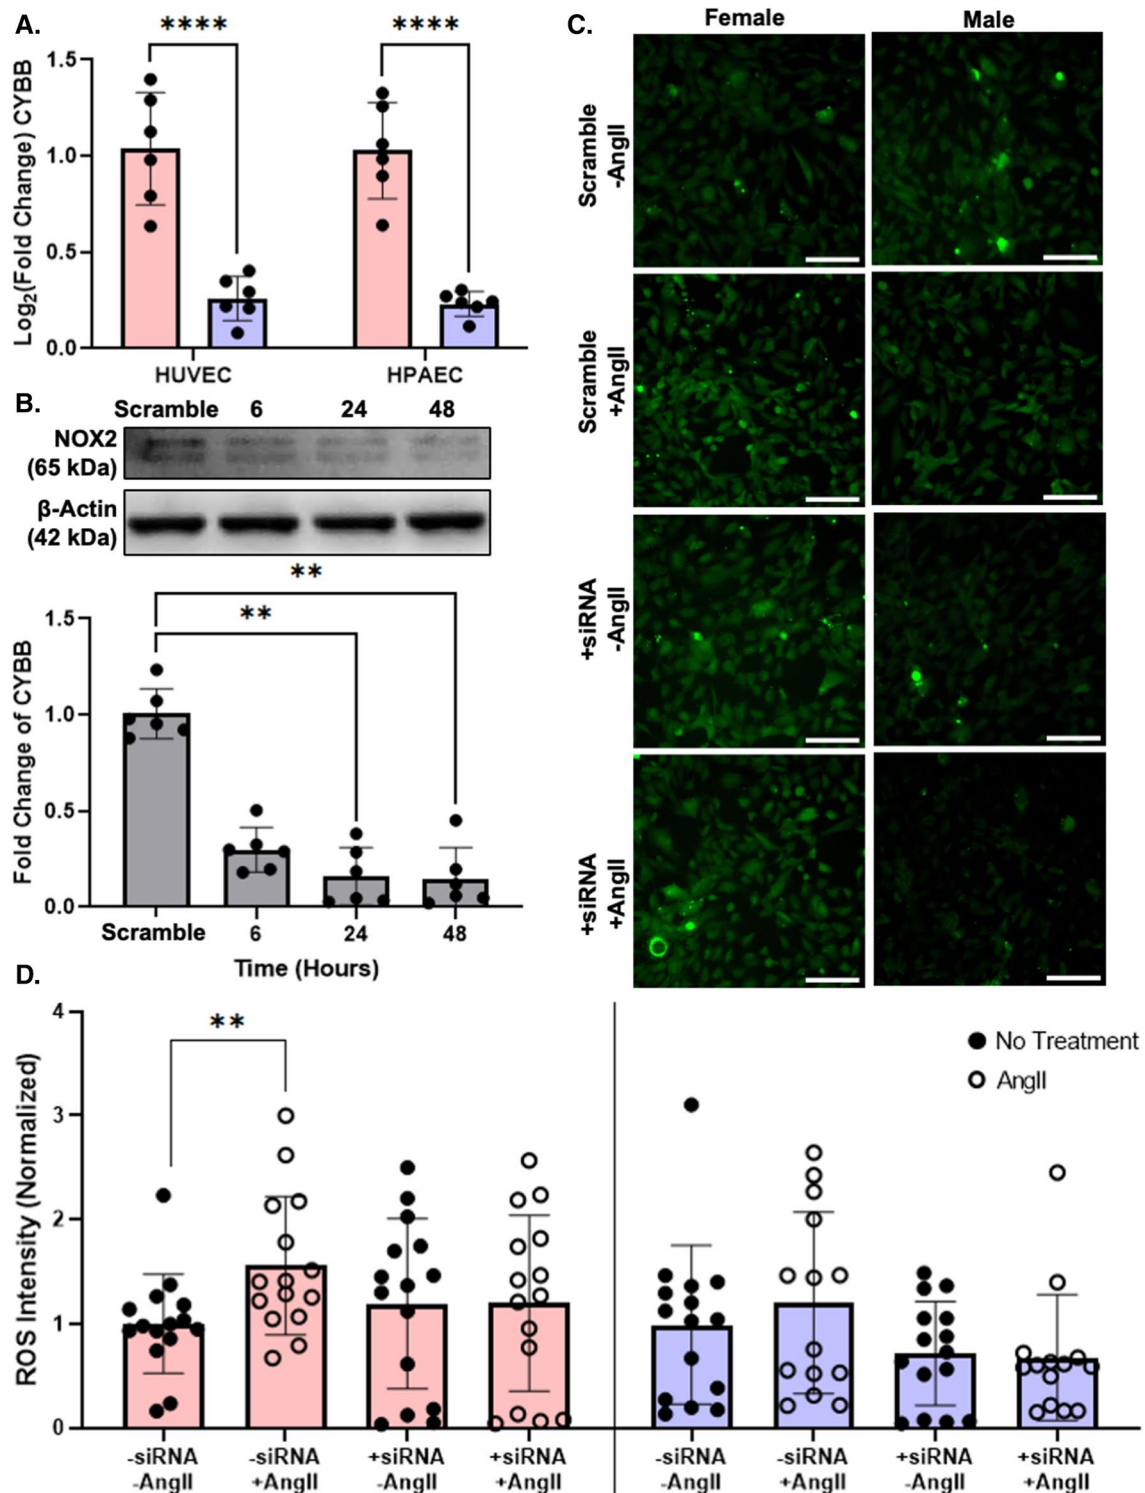 A.
****
****
Log₂(Fold Change) CYBB
1.5
1.0
0.5
0.0
HUVEC
HPAEC
B.
Scramble 6 24 48
NOX2
(65 kDa)
β-Actin
(42 kDa)
**
**
Fold Change of CYBB
1.5
1.0
0.5
0.0
Scramble 6 24 48
Time (Hours)
C.
Female Male
Scramble
-AngII
Scramble
+AngII
+siRNA
-AngII
+siRNA
+AngII
D.
**
ROS Intensity (Normalized)
4
3
2
1
0
No Treatment
AngII
-siRNA -siRNA +siRNA +siRNA -siRNA -siRNA +siRNA +siRNA
-AngII +AngII -AngII +AngII -AngII +AngII -AngII +AngII